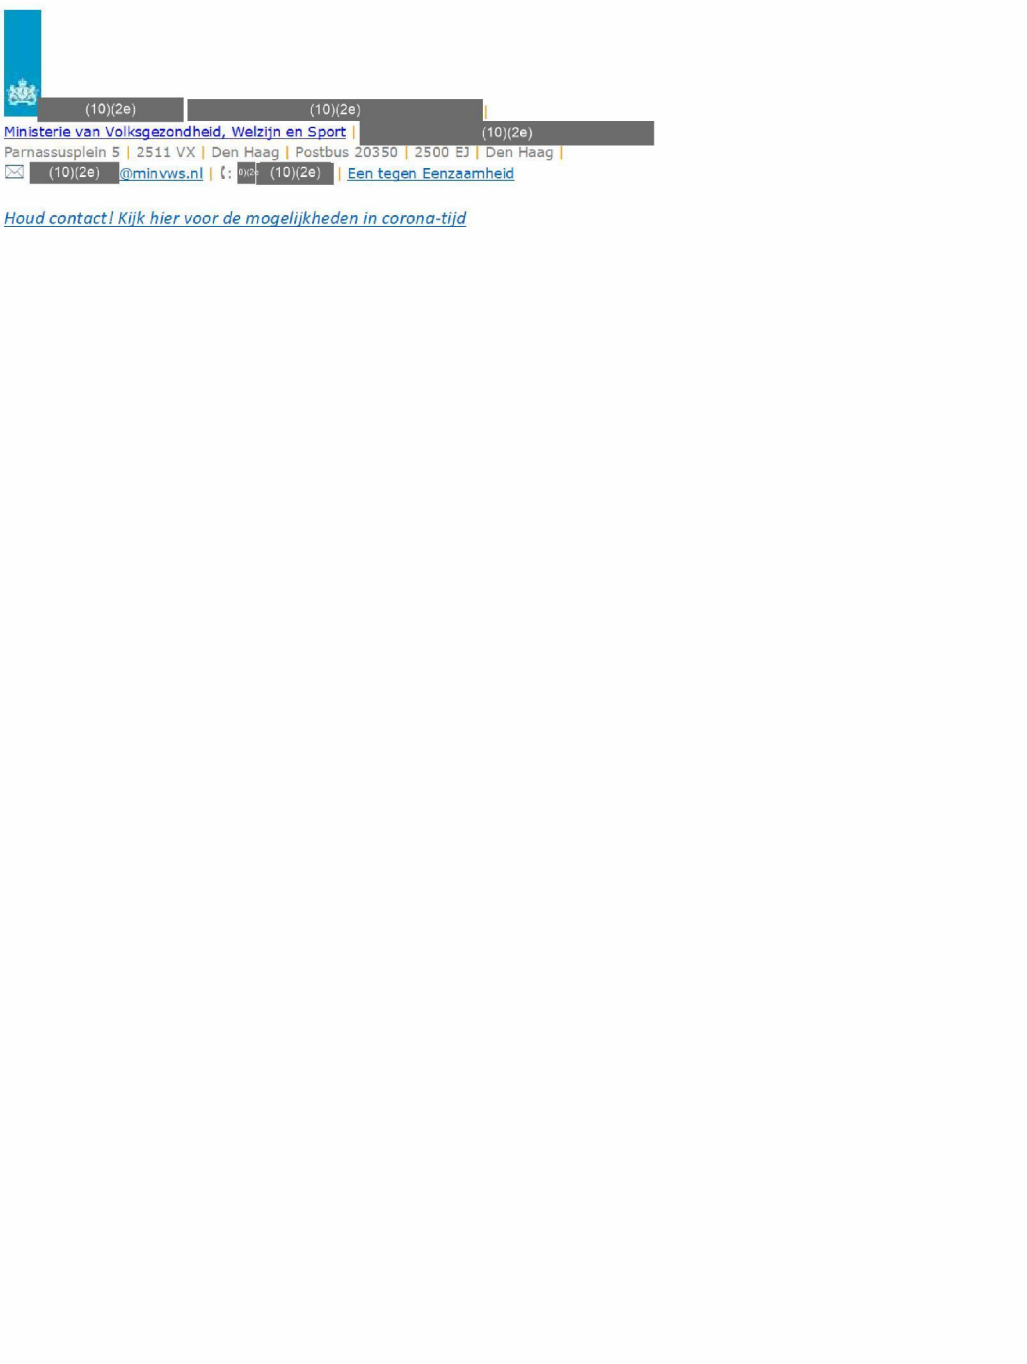 (10)(2e) (10)(2e) |
Ministerie van Volksgezondheid, Welzijn en Sport | (10)(2e)
Parnassusplein 5 | 2511 VX | Den Haag | Postbus 20350 | 2500 EJ | Den Haag |
(10)(2e) @minvws.nl | : 0)(2e (10)(2e) | Een tegen Eenzaamheid
Houd contact! Kijk hier voor de mogelijkheden in corona-tijd